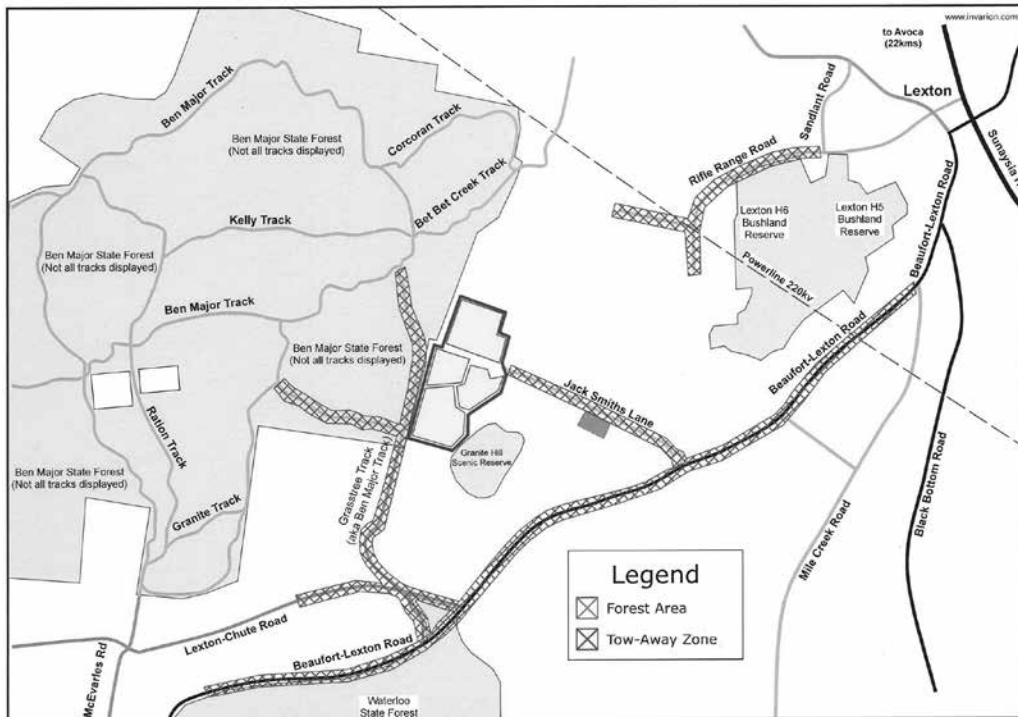 www.invarion.com
to Avoca
(22kms)
Lexton
Sandlant Road
Sunaysia
Ben Major Track
Corcoran Track
Ben Major State Forest
(Not all tracks displayed)
Rifle Range Road
Bet Bet Creek Track
Kelly Track
Lexton H6
Bushland
Reserve
Lexton H5
Bushland
Reserve
Beaufort-Lexton Road
Ben Major State Forest
(Not all tracks displayed)
Powerline 220kv
Ben Major Track
Ben Major State Forest
(Not all tracks displayed)
Beaufort-Lexton Road
Jack Smiths Lane
Ration Track
Granite Hill
Scenic Reserve
Ben Major State Forest
(Not all tracks displayed)
Grasstree Track
(aka Ben Major Track)
Granite Track
Mile Creek Road
Black Bottom Road
Legend
Forest Area
Tow-Away Zone
Lexton-Chute Road
Beaufort-Lexton Road
McEvarles Rd
Waterloo
State Forest